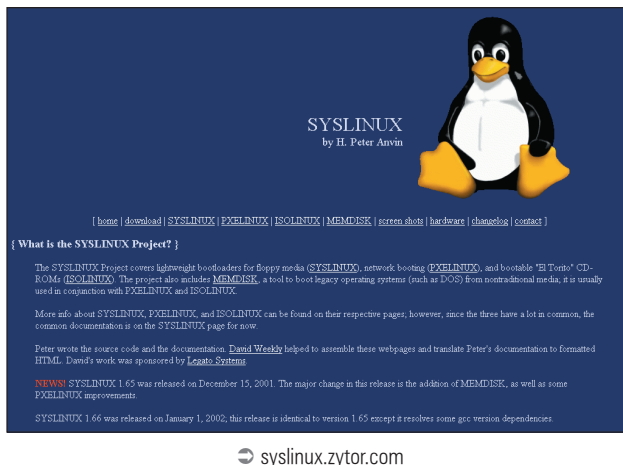 SYSLINUX
by H. Peter Anvin
[ home | download | SYSLINUX | PXELINUX | ISOLINUX | MEMDISK | screen shots | hardware | changelog | contact ]
{ What is the SYSLINUX Project? }
The SYSLINUX Project covers lightweight bootloaders for floppy media (SYSLINUX), network booting (PXELINUX), and bootable "El Torito" CD-
ROMs (ISOLINUX). The project also includes MEMDISK, a tool to boot legacy operating systems (such as DOS) from nontraditional media; it is usually
used in conjunction with PXELINUX and ISOLINUX.
More info about SYSLINUX, PXELINUX, and ISOLINUX can be found on their respective pages; however, since the three have a lot in common, the
common documentation is on the SYSLINUX page for now.
Peter wrote the source code and the documentation. David Weekly helped to assemble these webpages and translate Peter's documentation to formatted
HTML. David's work was sponsored by Legato Systems.
NEWS! SYSLINUX 1.65 was released on December 15, 2001. The major change in this release is the addition of MEMDISK, as well as some
PXELINUX improvements.
SYSLINUX 1.66 was released on January 1, 2002; this release is identical to version 1.65 except it resolves some gcc version dependencies.
syslinux.zytor.com